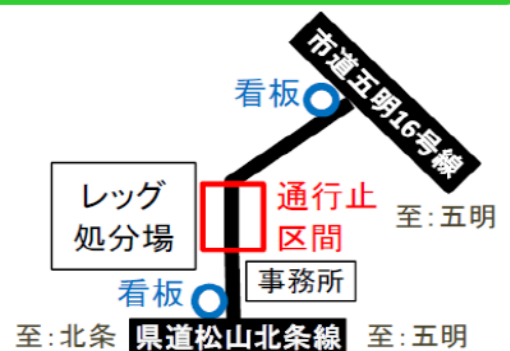 市道五明16号線
看板
レッグ
処分場
通行止
区間
至:五明
事務所
看板
至:北条 県道松山北条線 至:五明